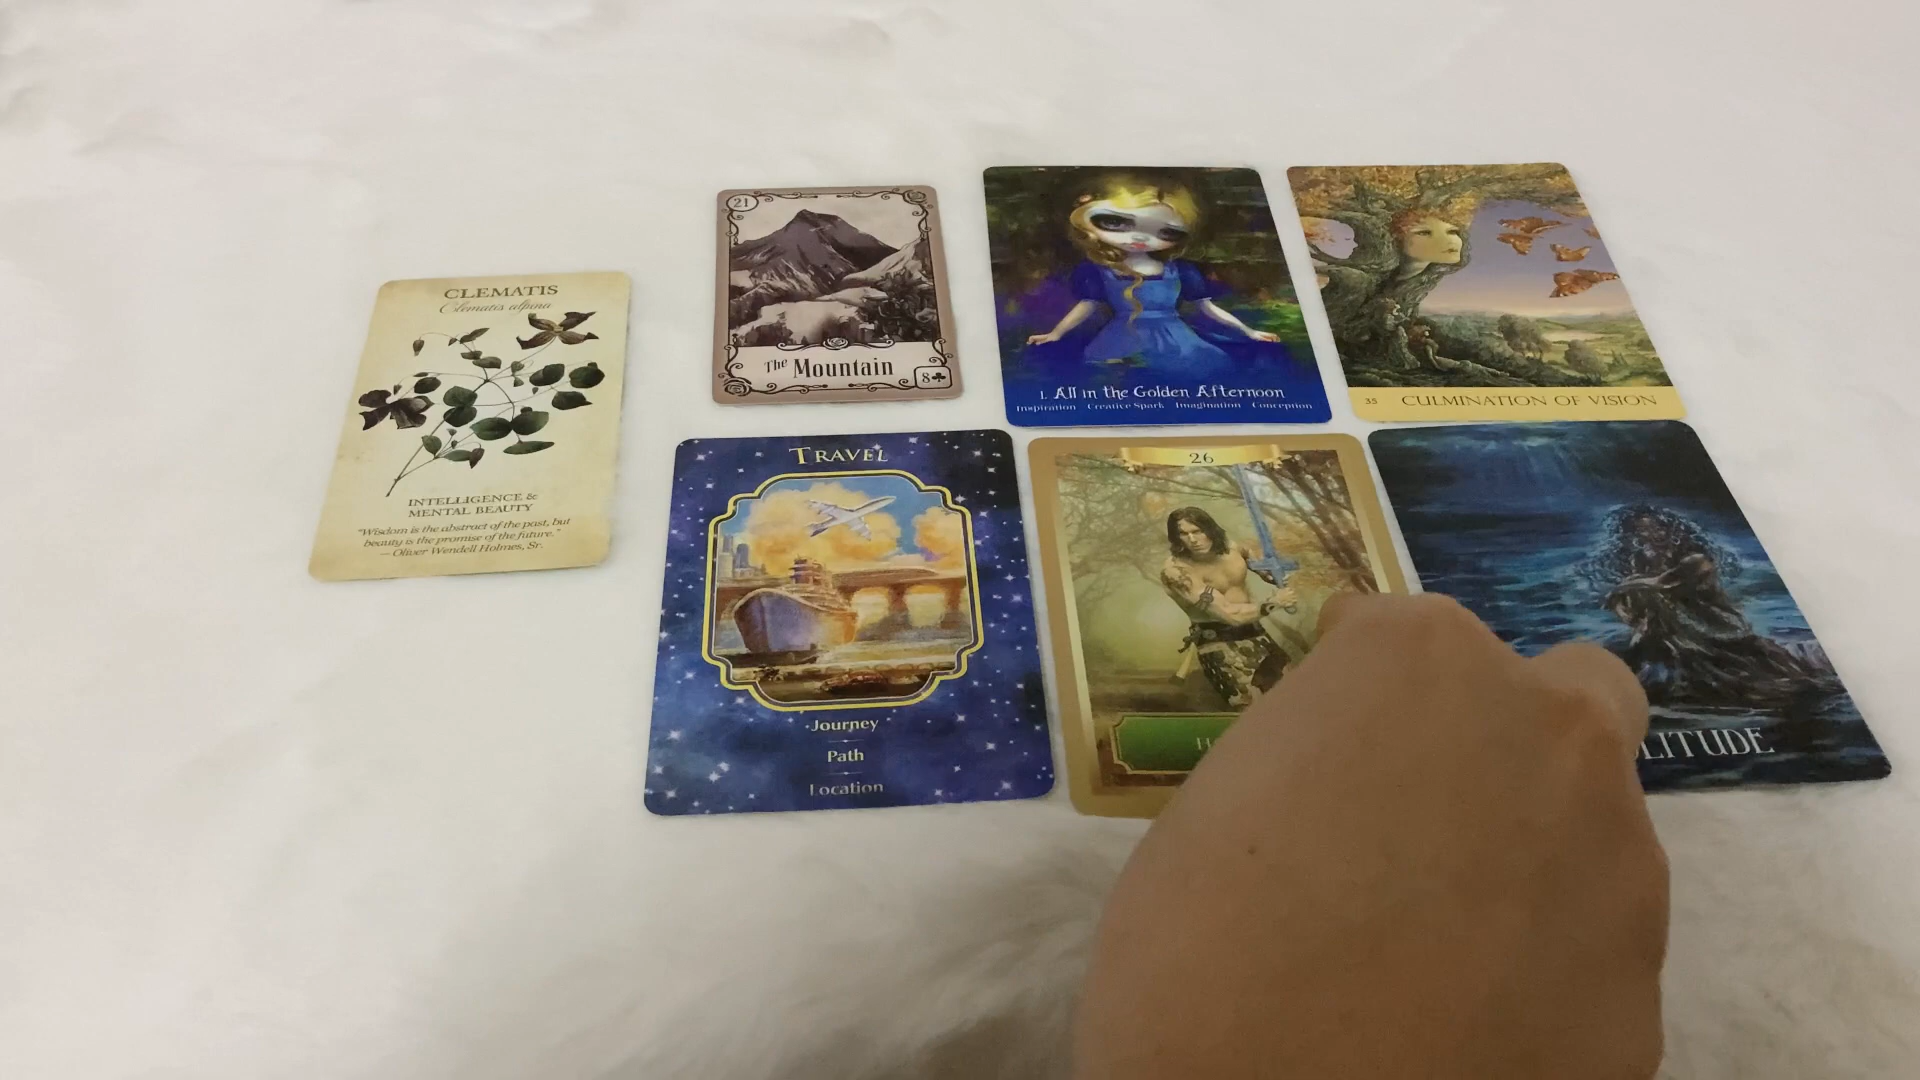 CLEMATIS
Clematis alpina
INTELLIGENCE &
MENTAL BEAUTY
"Wisdom is the abstract of the past, but
beauty is the promise of the future."
— Oliver Wendell Holmes, Sr.
21
The Mountain
8♣
1. All in the Golden Afternoon
Inspiration Creative Spark Imagination Conception
35 CULMINATION OF VISION
TRAVEL
Journey
Path
Location
26